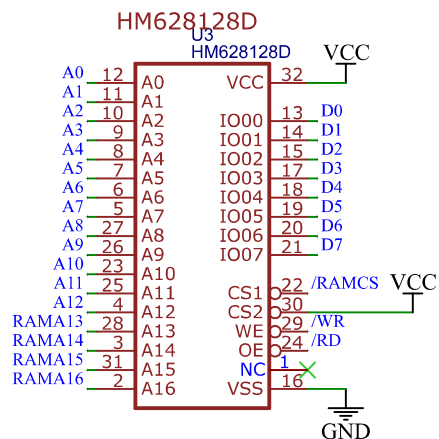 HM628128D
U3
HM628128D
A0 12 A0 VCC 32 VCC
A1 11 A1
A2 10 A2 IO00 13 D0
A3 9 A3 IO01 14 D1
A4 8 A4 IO02 15 D2
A5 7 A5 IO03 17 D3
A6 6 A6 IO04 18 D4
A7 5 A7 IO05 19 D5
A8 27 A8 IO06 20 D6
A9 26 A9 IO07 21 D7
A10 23 A10
A11 25 A11 CS1 22 /RAMCS
A12 4 A12 CS2 30 VCC
RAMA13 28 A13 WE 29 /WR
RAMA14 3 A14 OE 24 /RD
RAMA15 31 A15 NC 1
RAMA16 2 A16 VSS 16
GND